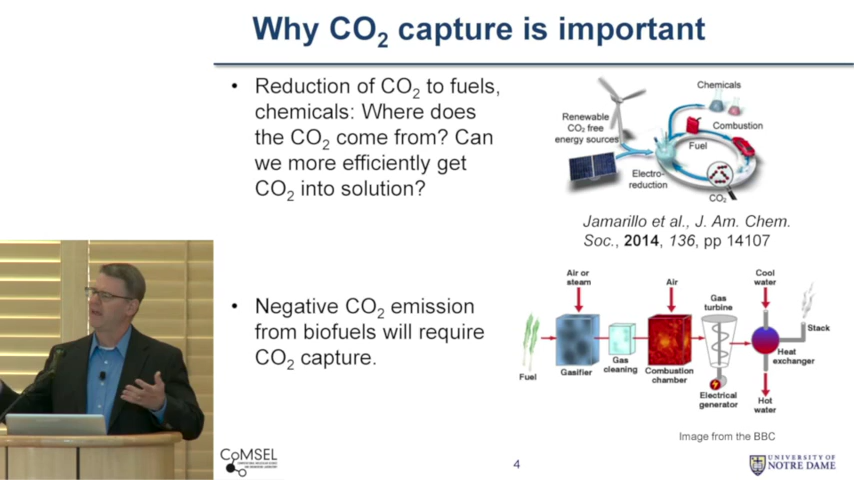 Why CO₂ capture is important
• Reduction of CO₂ to fuels,
chemicals: Where does
the CO₂ come from? Can
we more efficiently get
CO₂ into solution?
Chemicals
Renewable
CO₂ free
energy sources
Combustion
Fuel
Electro-
reduction
CO₂
Jamarillo et al., J. Am. Chem.
Soc., 2014, 136, pp 14107
• Negative CO₂ emission
from biofuels will require
CO₂ capture.
Air or
steam
Air
Gas
turbine
Cool
water
Stack
Heat
exchanger
Fuel
Gasifier
Gas
cleaning
Combustion
chamber
Electrical
generator
Hot
water
Image from the BBC
CoMSEL
4
UNIVERSITY OF
NOTRE DAME